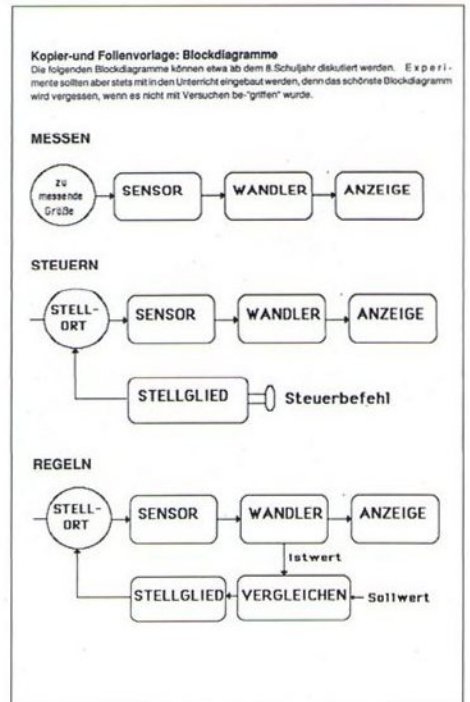 Kopier-und Folienvorlage: Blockdiagramme
Die folgenden Blockdiagramme können etwa ab dem 8.Schuljahr diskutiert werden. Experi-
mente sollten aber stets mit in den Unterricht eingebaut werden, denn das schönste Blockdiagramm
wird vergessen, wenn es nicht mit Versuchen be-"griffen" wurde.
MESSEN
zu
messende
Größe
SENSOR
WANDLER
ANZEIGE
STEUERN
STELL-
ORT
SENSOR
WANDLER
ANZEIGE
STELLGLIED
Steuerbefehl
REGELN
STELL-
ORT
SENSOR
WANDLER
ANZEIGE
Istwert
STELLGLIED
VERGLEICHEN
Sollwert